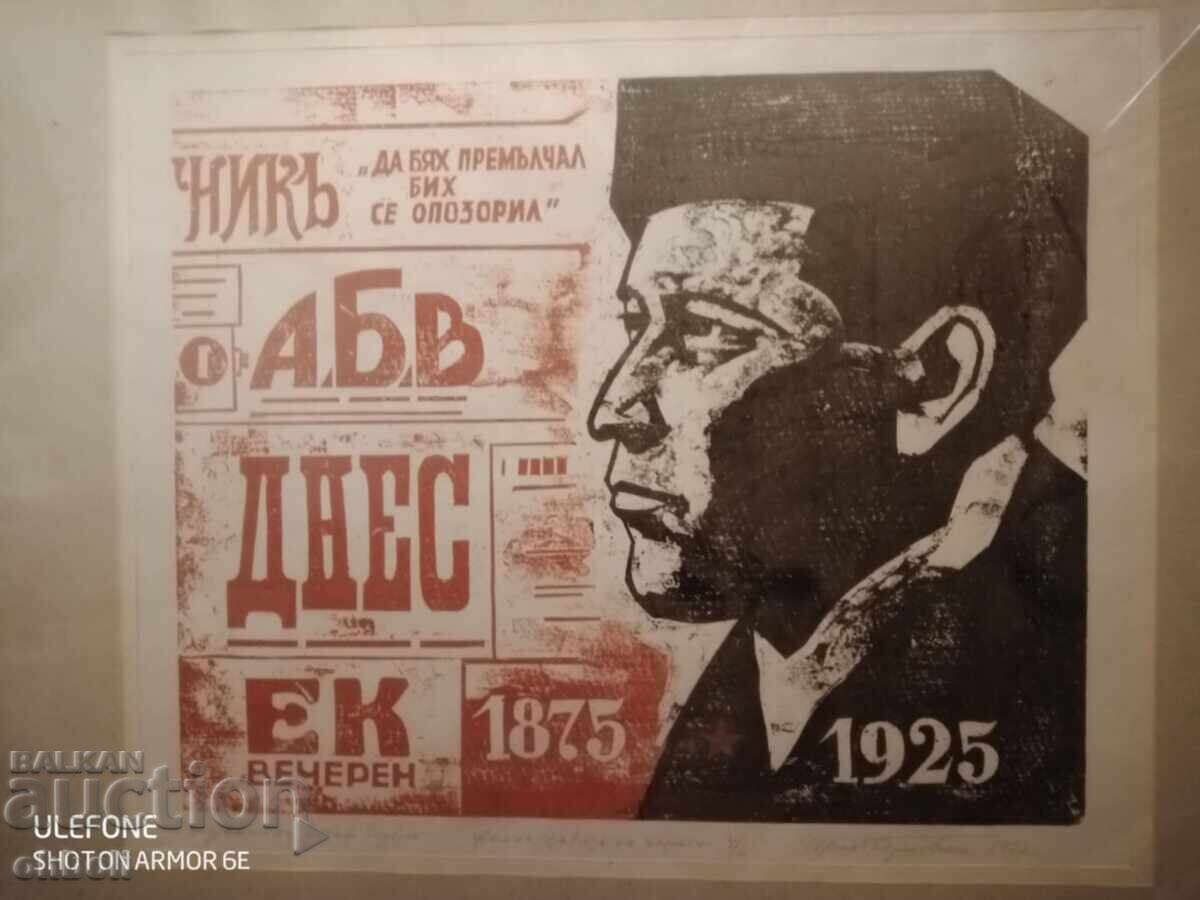 НИКЪ
„ДА БЯХ ПРЕМЪЛЧАЛ
БИХ
СЕ ОПОЗОРИЛ"
А.Б.В
ДНЕС
ЕК
ВЕЧЕРЕН
1875
1925
BALKAN
auction
ULEFONE
SHOT ON ARMOR 6E